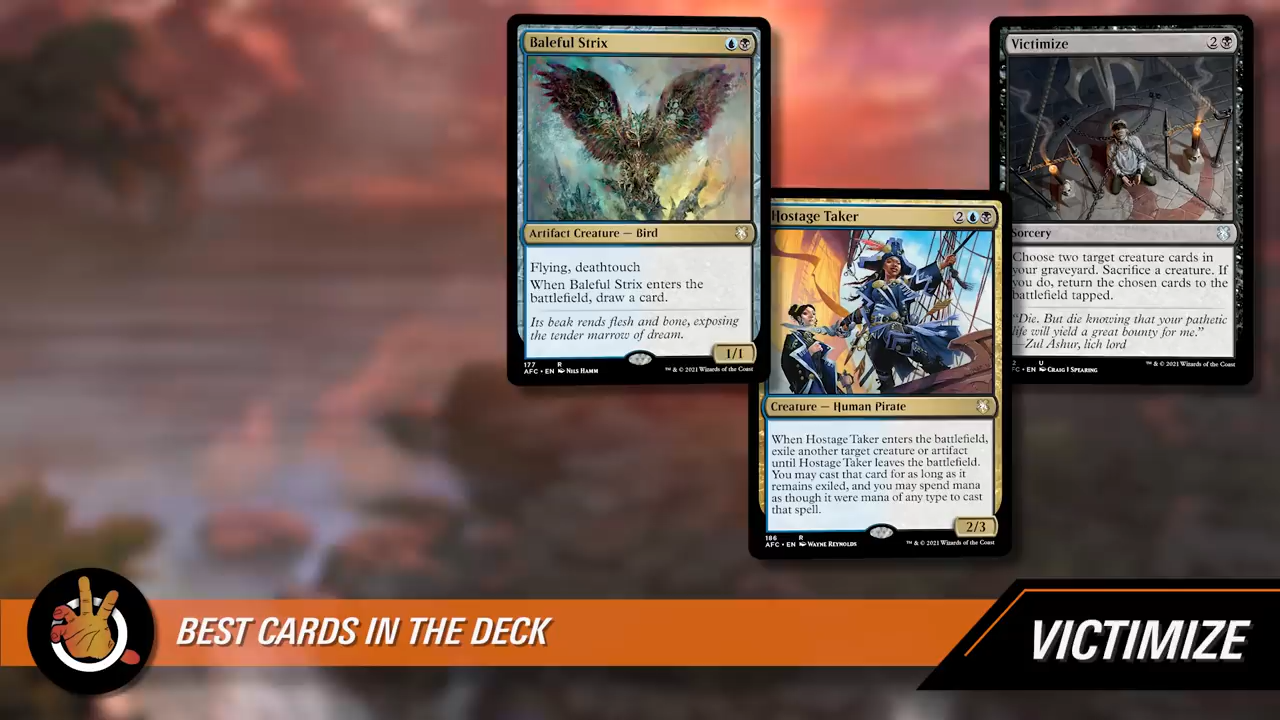 Baleful Strix
Artifact Creature — Bird
Flying, deathtouch
When Baleful Strix enters the
battlefield, draw a card.
Its beak rends flesh and bone, exposing
the tender marrow of dream.
1/1
177 R
AFC • EN Nils Hamm
™ & © 2021 Wizards of the Coast
Hostage Taker
2
Creature — Human Pirate
When Hostage Taker enters the battlefield,
exile another target creature or artifact
until Hostage Taker leaves the battlefield.
You may cast that card for as long as it
remains exiled, and you may spend mana
as though it were mana of any type to cast
that spell.
2/3
186 R
AFC • EN Wayne Reynolds
™ & © 2021 Wizards of the Coast
Victimize
2
Sorcery
Choose two target creature cards in
your graveyard. Sacrifice a creature. If
you do, return the chosen cards to the
battlefield tapped.
“Die. But die knowing that your pathetic
life will yield a great bounty for me.”
—Zul Ashur, lich lord
2 U
FC • EN Craig J Spearing
™ & © 2021 Wizards of the Coast
BEST CARDS IN THE DECK
VICTIMIZE